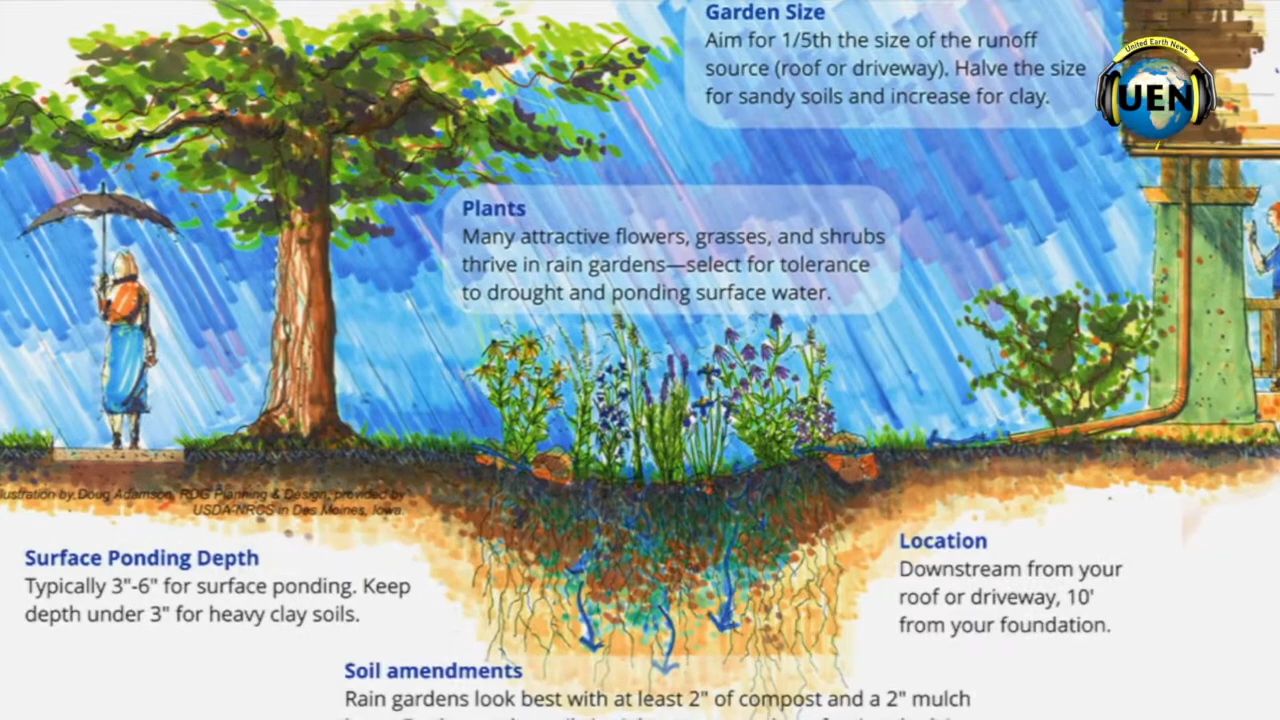 Garden Size
Aim for 1/5th the size of the runoff
source (roof or driveway). Halve the size
for sandy soils and increase for clay.
United Earth News
UEN
Plants
Many attractive flowers, grasses, and shrubs
thrive in rain gardens—select for tolerance
to drought and ponding surface water.
lustration by Doug Adamson, RDG Planning & Design, provided by
USDA-NRCS in Des Moines, Iowa.
Surface Ponding Depth
Typically 3"-6" for surface ponding. Keep
depth under 3" for heavy clay soils.
Location
Downstream from your
roof or driveway, 10'
from your foundation.
Soil amendments
Rain gardens look best with at least 2" of compost and a 2" mulch